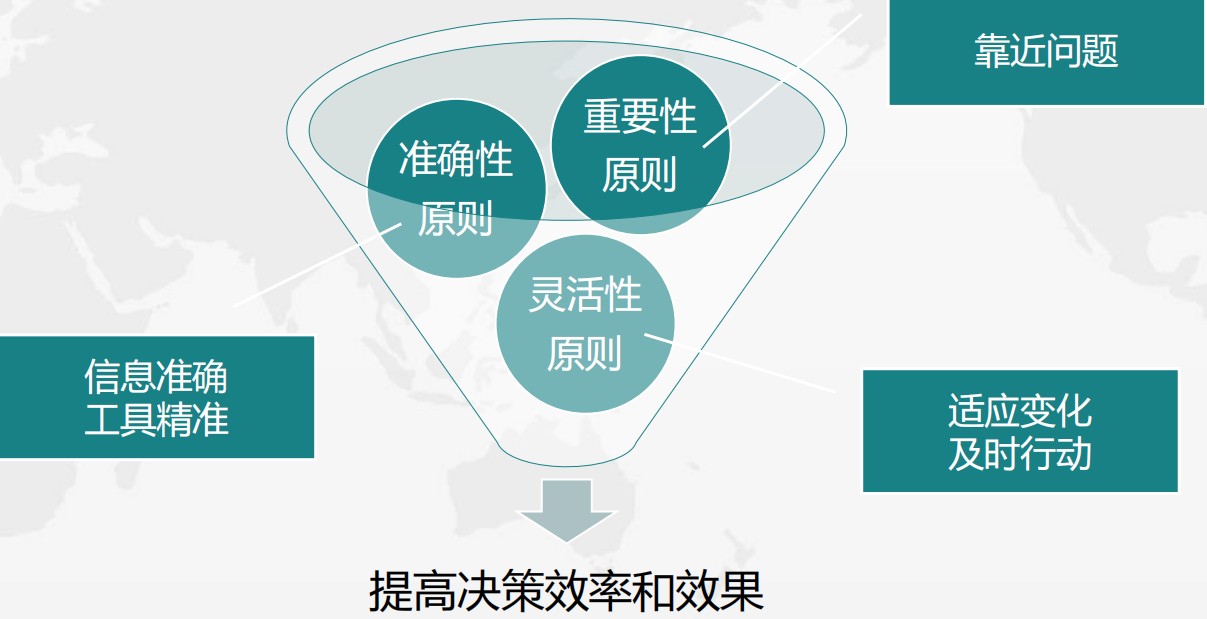 靠近问题
重要性
原则
准确性
原则
灵活性
原则
信息准确
工具精准
适应变化
及时行动
提高决策效率和效果